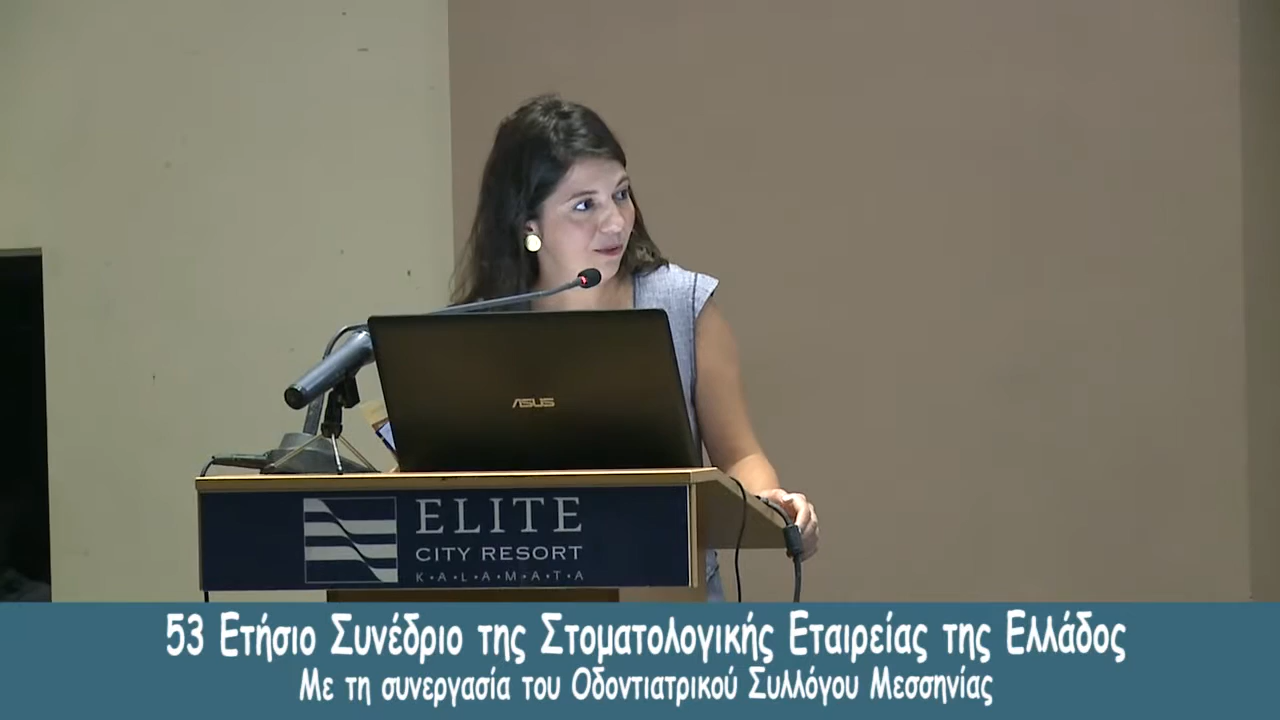 ASUS
ELITE
CITY RESORT
K·A·L·A·M·A·T·A
53 Ετήσιο Συνέδριο της Στοματολογικής Εταιρείας της Ελλάδος
Με τη συνεργασία του Οδοντιατρικού Συλλόγου Μεσσηνίας